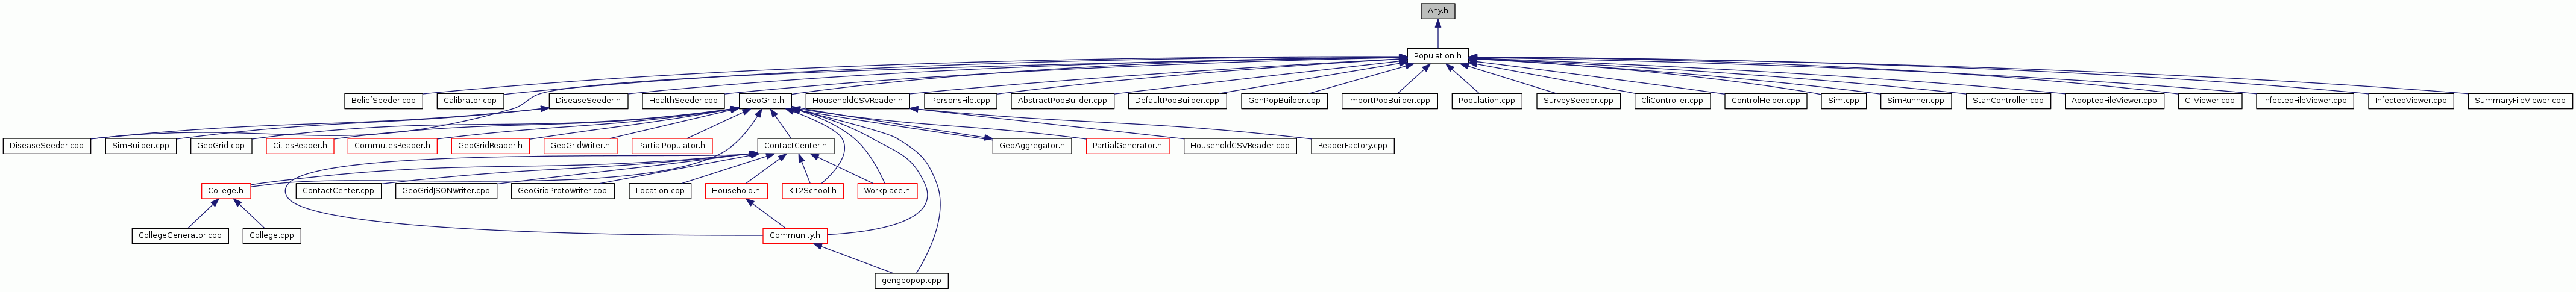 Any.h
Population.h
BeliefSeeder.cpp
Calibrator.cpp
DiseaseSeeder.h
HealthSeeder.cpp
GeoGrid.h
HouseholdCSVReader.h
PersonsFile.cpp
AbstractPopBuilder.cpp
DefaultPopBuilder.cpp
GenPopBuilder.cpp
ImportPopBuilder.cpp
Population.cpp
SurveySeeder.cpp
CliController.cpp
ControlHelper.cpp
Sim.cpp
SimRunner.cpp
StanController.cpp
AdoptedFileViewer.cpp
CliViewer.cpp
InfectedFileViewer.cpp
InfectedViewer.cpp
SummaryFileViewer.cpp
DiseaseSeeder.cpp
SimBuilder.cpp
GeoGrid.cpp
CitiesReader.h
CommutesReader.h
GeoGridReader.h
GeoGridWriter.h
PartialPopulator.h
ContactCenter.h
GeoAggregator.h
PartialGenerator.h
HouseholdCSVReader.cpp
ReaderFactory.cpp
College.h
ContactCenter.cpp
GeoGridJSONWriter.cpp
GeoGridProtoWriter.cpp
Location.cpp
Household.h
K12School.h
Workplace.h
CollegeGenerator.cpp
College.cpp
Community.h
gengeopop.cpp